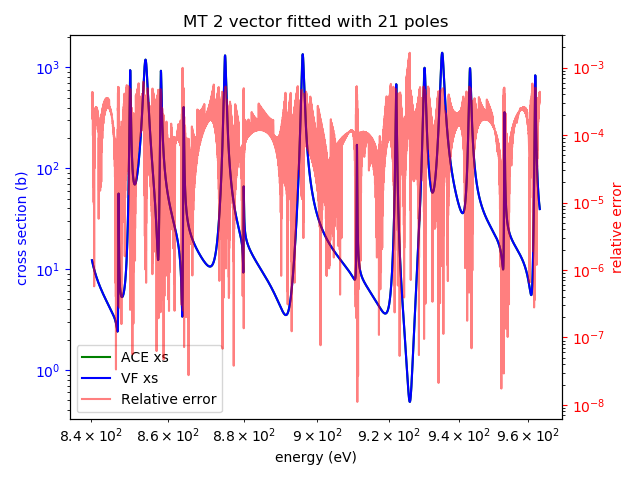 MT 2 vector fitted with 21 poles
cross section (b)
10³
10²
10¹
10⁰
relative error
10⁻³
10⁻⁴
10⁻⁵
10⁻⁶
10⁻⁷
10⁻⁸
ACE xs
VF xs
Relative error
8.4 × 10² 8.6 × 10² 8.8 × 10² 9 × 10² 9.2 × 10² 9.4 × 10² 9.6 × 10²
energy (eV)